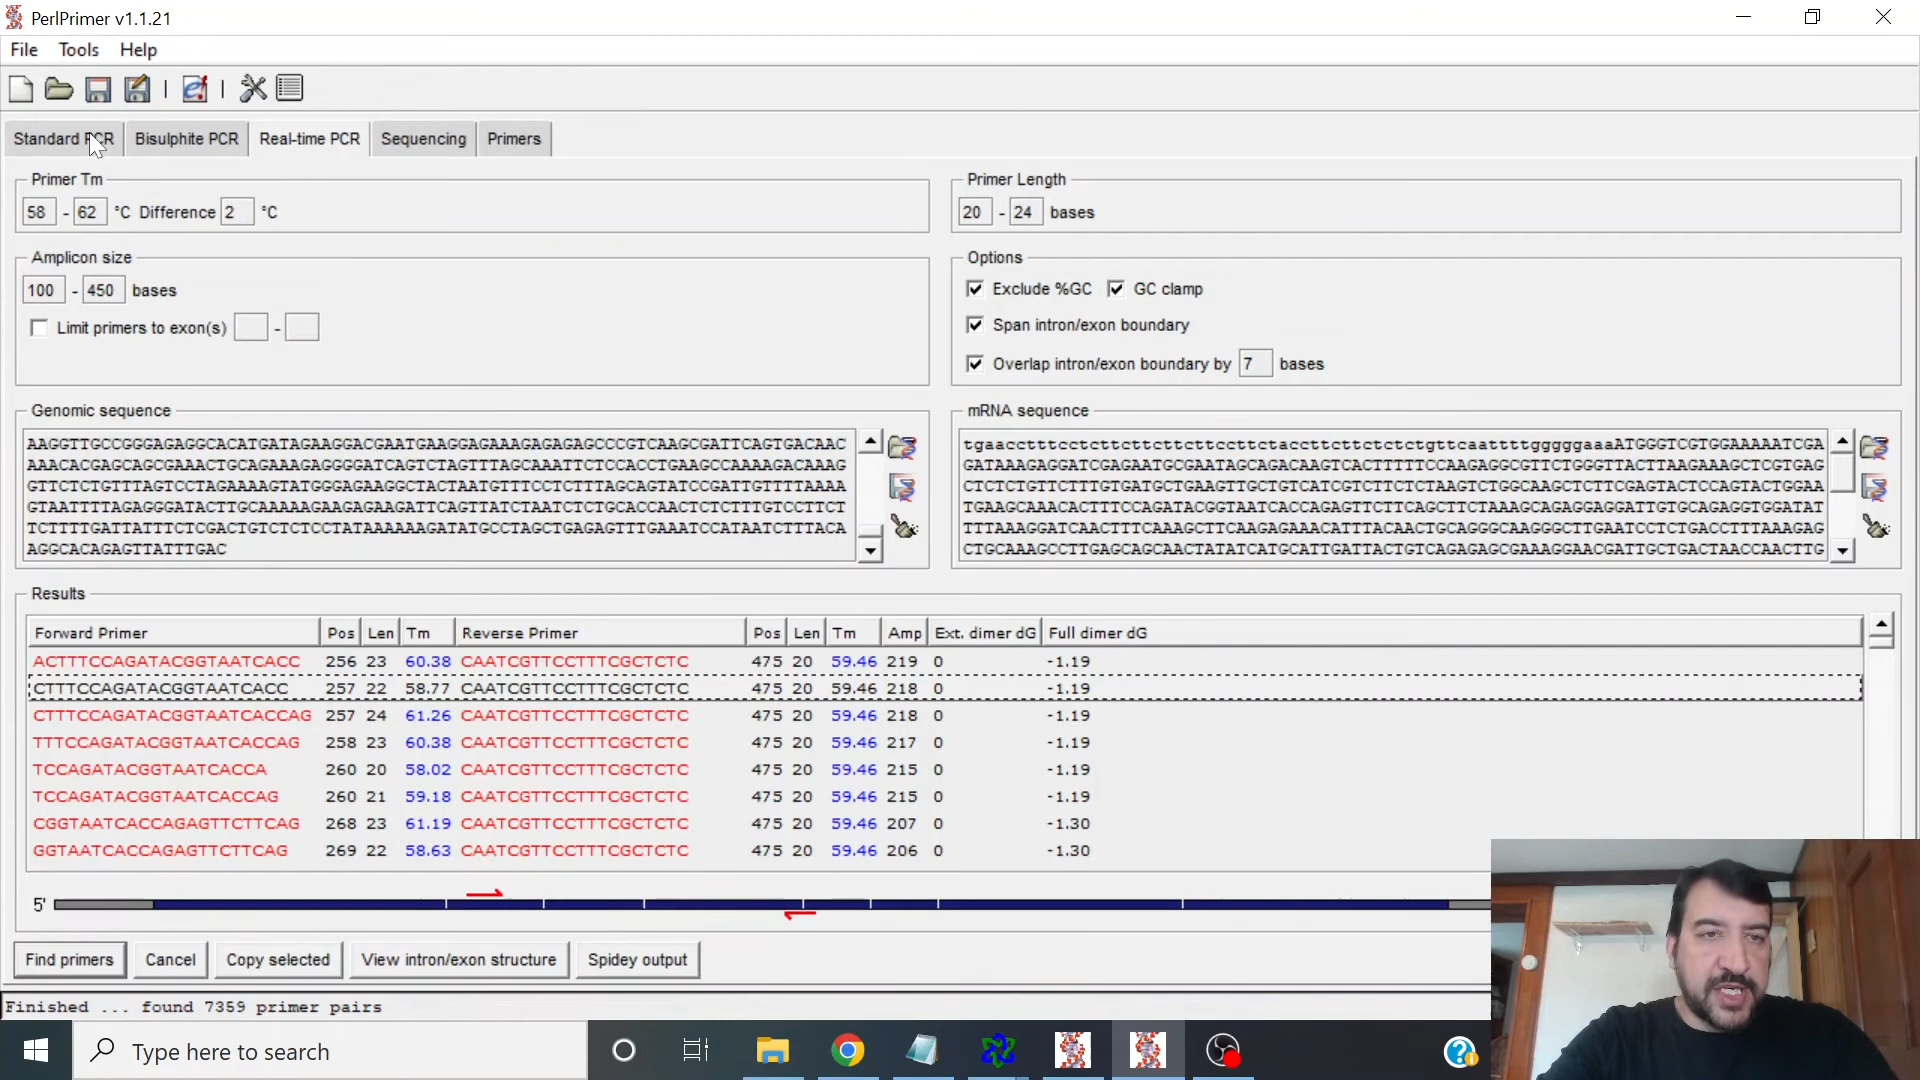 PerlPrimer v1.1.21
File Tools Help
Standard PCR Bisulphite PCR Real-time PCR Sequencing Primers
Primer Tm
58 - 62 °C Difference 2 °C
Primer Length
20 - 24 bases
Amplicon size
100 - 450 bases
Limit primers to exon(s) -
Options
Exclude %GC GC clamp
Span intron/exon boundary
Overlap intron/exon boundary by 7 bases
Genomic sequence
AAGGTTGCCGGGAGAGGCACATGATAGAAGGACGAATGAAGGAGAAAGAGAGAGCCCGTCAAGCGATTCAGTGACAAC
AAACACGAGCAGCGAAACTGCAGAAAGAGGGGATCAGTCTAGTTTAGCAAATTCTCCACCTGAAGCCAAAAGACAAAG
GTTCTCTGTTTAGTCCTAGAAAAGTATGGGAGAAGGCTACTAATGTTTCCTCTTTAGCAGTATCCGATTGTTTTAAAA
GTAATTTTAGAGGGATACTTGCAAAAAGAAGAGAAGATTCAGTTATCTAATCTCTGCACCAACTCTCTTTGTCCTTCT
TCTTTTGATTATTTCTCGACTGTCTCTCCTATAAAAAAGATATGCCTAGCTGAGAGTTTGAAATCCATAATCTTTACA
AGGCACAGAGTTATTTGAC
mRNA sequence
tgaacctttcctcttcttcttcttccttctaccttcttctctctgttcaattttgggggaaaATGGGTCGTGGAAAAATCGA
GATAAAGAGGATCGAGAATGCGAATAGCAGACAAGTCACTTTTTCCAAGAGGCGTTCTGGGTTACTTAAGAAAGCTCGTGAG
CTCTCTGTTCTTTGTGATGCTGAAGTTGCTGTCATCGTCTTCTCTAAGTCTGGCAAGCTCTTCGAGTACTCCAGTACTGGAA
TGAAGCAAACACTTTCCAGATACGGTAATCACCAGAGTTCTTCAGCTTCTAAAGCAGAGGAGGATTGTGCAGAGGTGGATAT
TTTAAAGGATCAACTTTCAAAGCTTCAAGAGAAACATTTACAACTGCAGGGCAAGGGCTTGAATCCTCTGACCTTTAAAGAG
CTGCAAAGCCTTGAGCAGCAACTATATCATGCATTGATTACTGTCAGAGAGCGAAAGGAACGATTGCTGACTAACCAACTTG
Results
Forward Primer Pos Len Tm Reverse Primer Pos Len Tm Amp Ext. dimer dG Full dimer dG
ACTTTCCAGATACGGTAATCACC 256 23 60.38 CAATCGTTCCTTTCGCTCTC 475 20 59.46 219 0 -1.19
CTTTCCAGATACGGTAATCACC 257 22 58.77 CAATCGTTCCTTTCGCTCTC 475 20 59.46 218 0 -1.19
CTTTCCAGATACGGTAATCACCAG 257 24 61.26 CAATCGTTCCTTTCGCTCTC 475 20 59.46 218 0 -1.19
TTTCCAGATACGGTAATCACCAG 258 23 60.38 CAATCGTTCCTTTCGCTCTC 475 20 59.46 217 0 -1.19
TCCAGATACGGTAATCACCA 260 20 58.02 CAATCGTTCCTTTCGCTCTC 475 20 59.46 215 0 -1.19
TCCAGATACGGTAATCACCAG 260 21 59.18 CAATCGTTCCTTTCGCTCTC 475 20 59.46 215 0 -1.19
CGGTAATCACCAGAGTTCTTCAG 268 23 61.19 CAATCGTTCCTTTCGCTCTC 475 20 59.46 207 0 -1.30
GGTAATCACCAGAGTTCTTCAG 269 22 58.63 CAATCGTTCCTTTCGCTCTC 475 20 59.46 206 0 -1.30
5'
Find primers Cancel Copy selected View intron/exon structure Spidey output
Finished ... found 7359 primer pairs
Type here to search